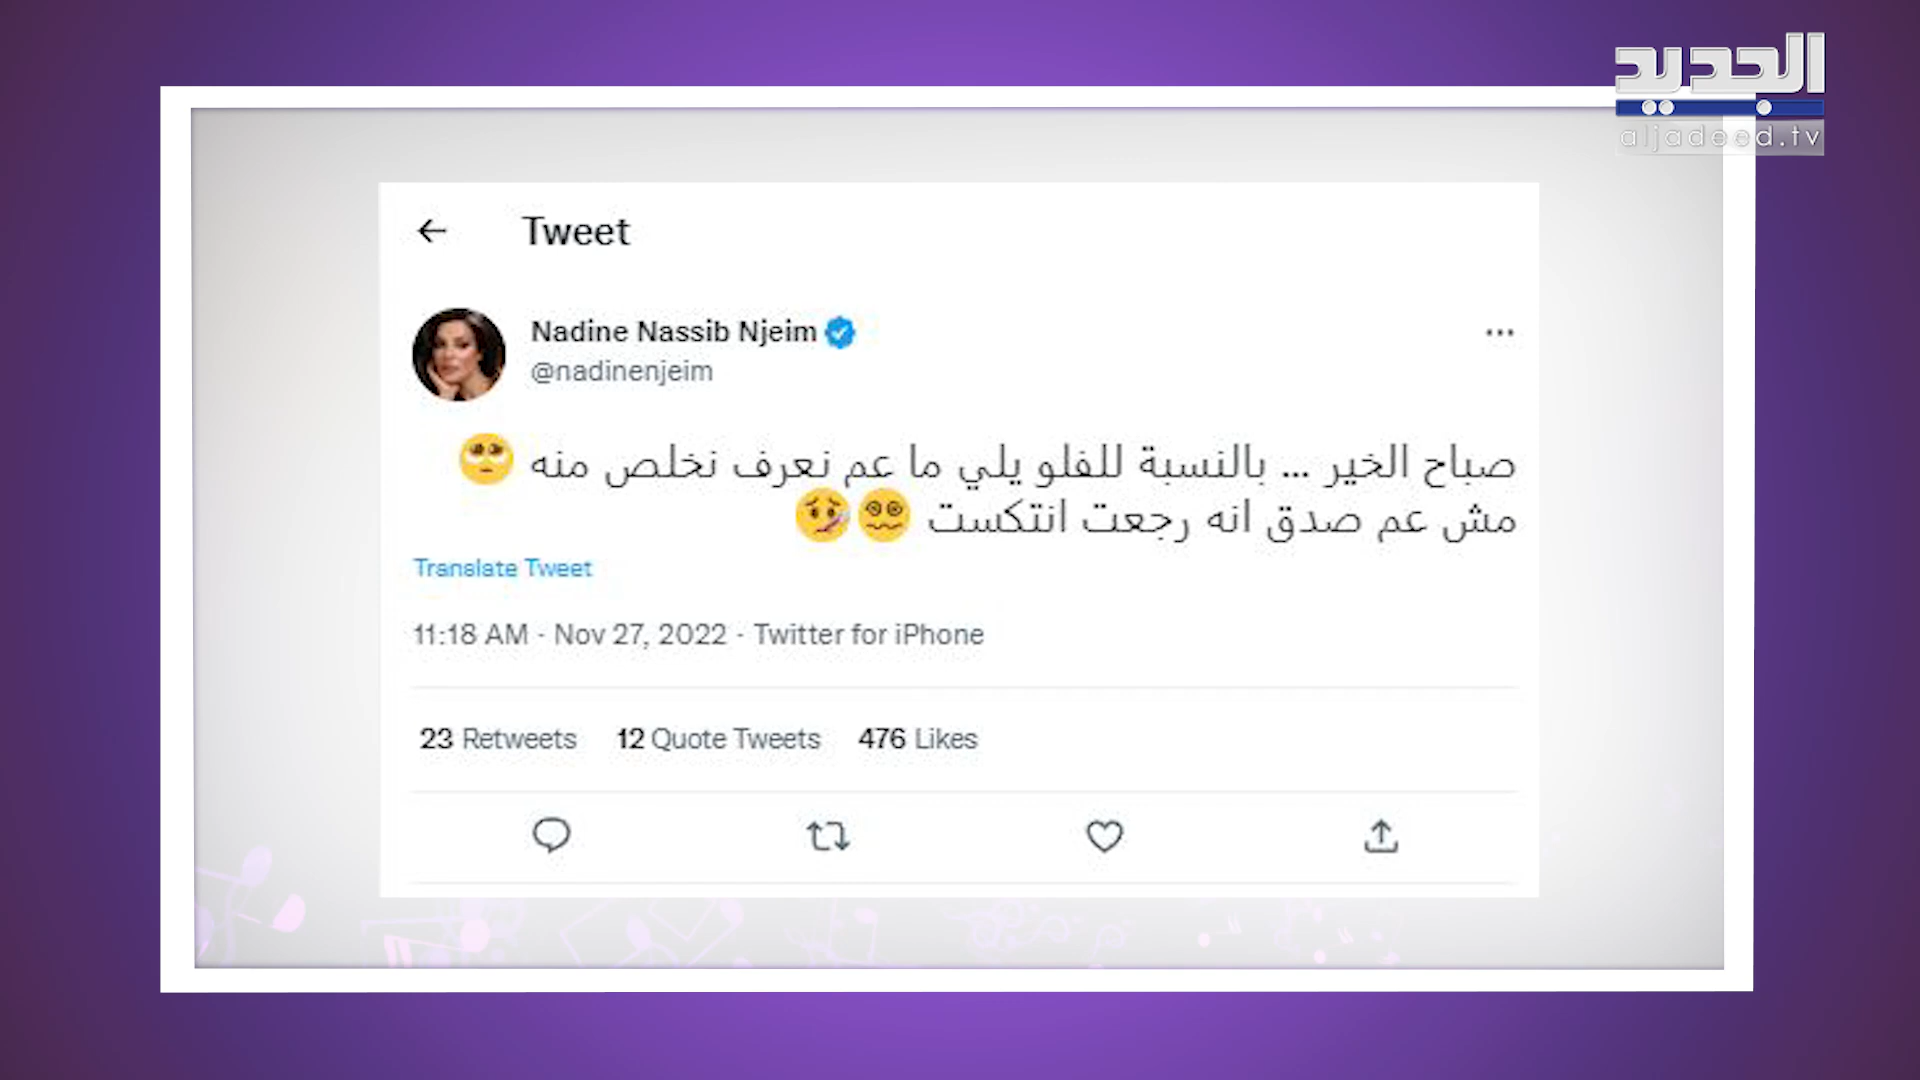 الجديد
aljadeed.tv
Tweet
Nadine Nassib Njeim
@nadinenjeim
صباح الخير ... بالنسبة للفلو يلي ما عم نعرف نخلص منه 🥺
مش عم صدق انه رجعت انتكست 😵‍💫🤒
Translate Tweet
11:18 AM · Nov 27, 2022 · Twitter for iPhone
23 Retweets 12 Quote Tweets 476 Likes